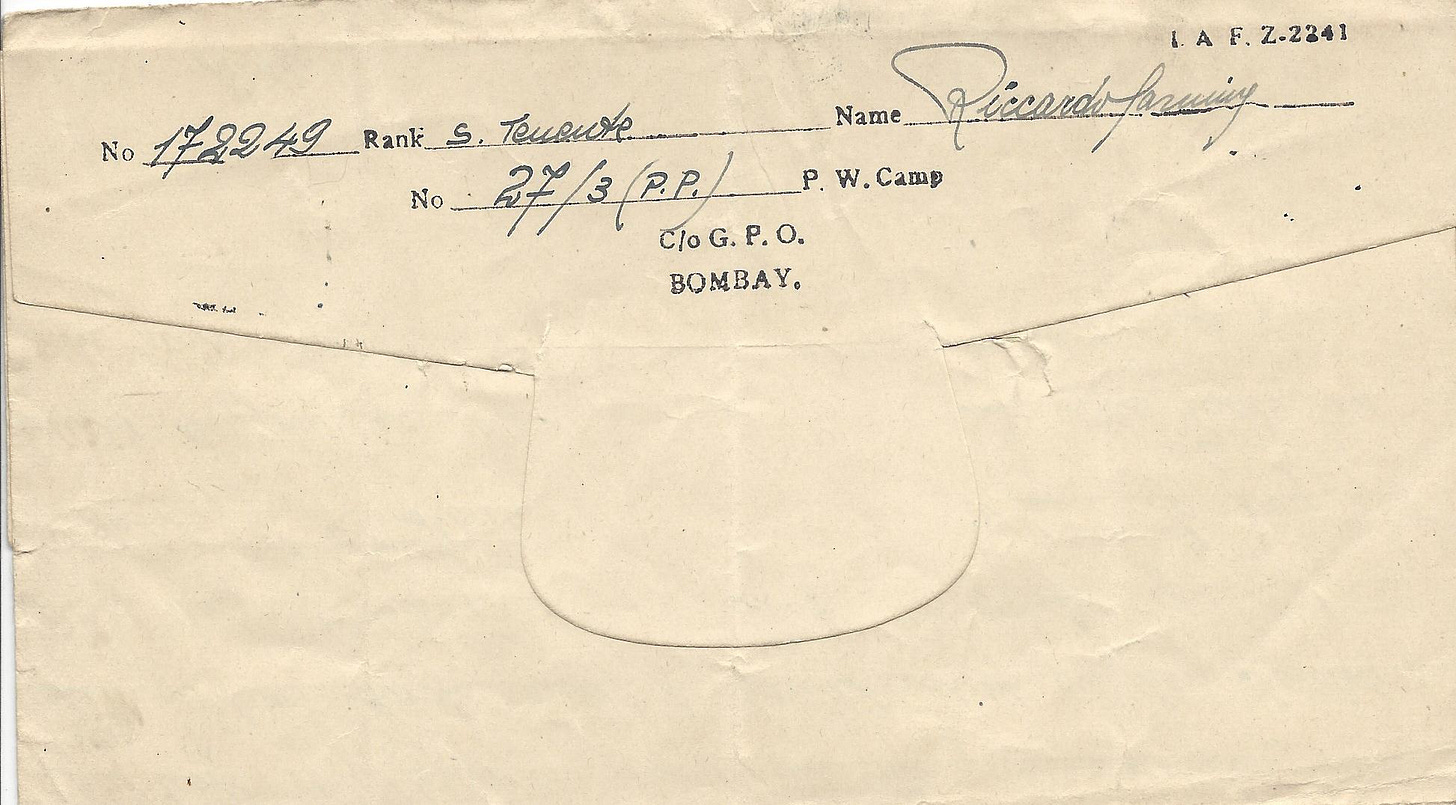 I. A F. Z-2241
No 172249 Rank S. Tenente Name Riccardo
No 27/3 (P.P.) P. W. Camp
C/o G. P. O.
BOMBAY.